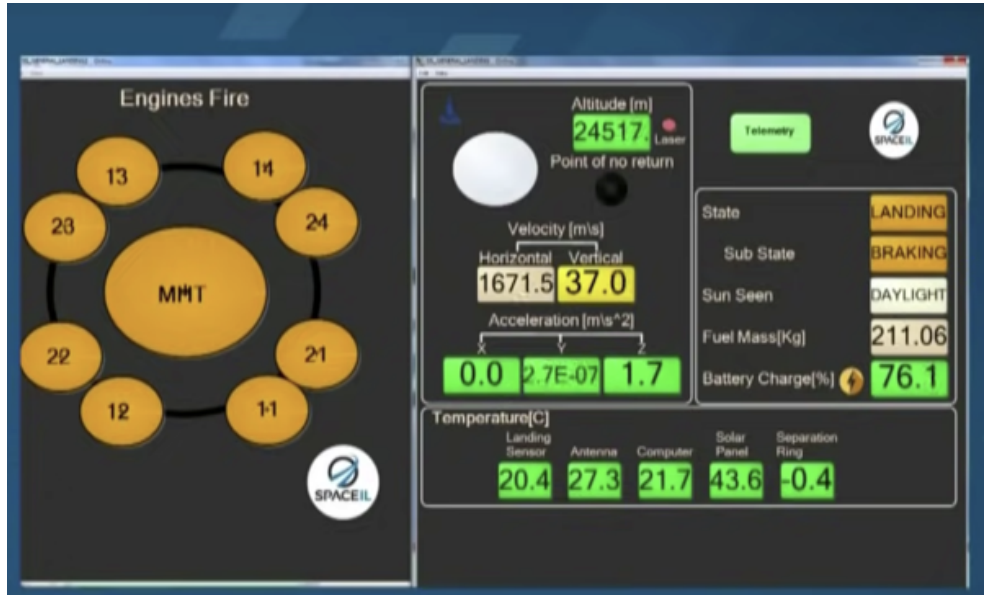 Engines Fire
13
14
23
24
MMT
22
21
12
11
SPACEIL
Altitude [m]
24517.
Laser
Point of no return
Velocity [m\s]
Horizontal Vertical
1671.5 37.0
Acceleration [m\s^2]
X Y Z
0.0 2.7E-07 1.7
Telemetry
SPACEIL
State LANDING
Sub State BRAKING
Sun Seen DAYLIGHT
Fuel Mass[Kg] 211.06
Battery Charge[%] 76.1
Temperature[C]
Landing Sensor Antenna Computer Solar Panel Separation Ring
20.4 27.3 21.7 43.6 -0.4